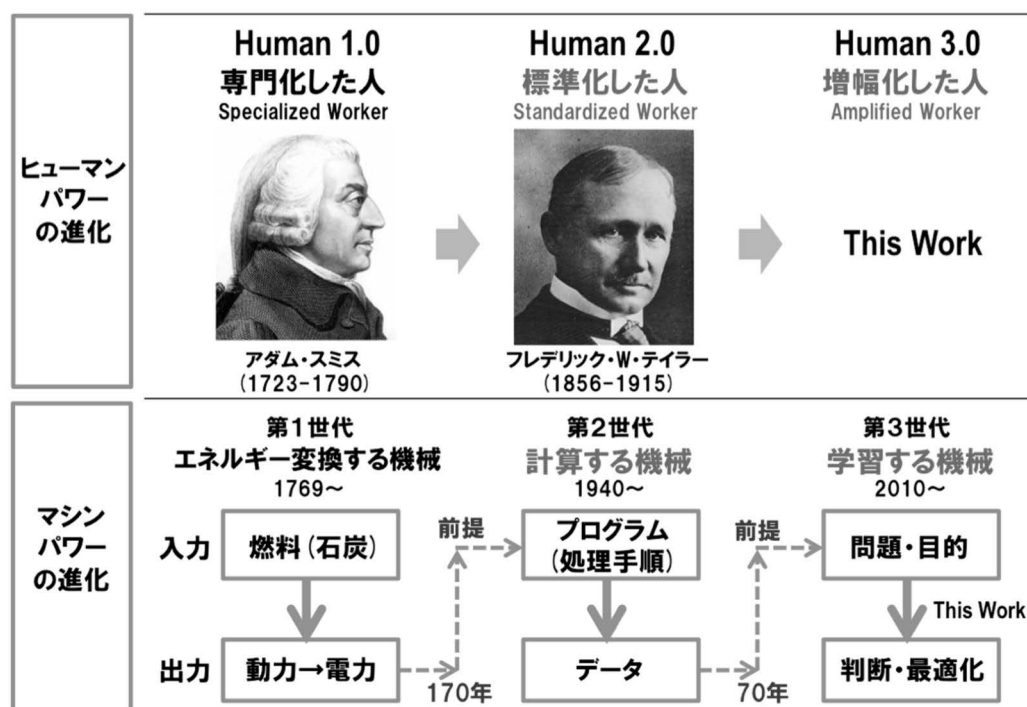 ヒューマン
パワー
の進化
Human 1.0
専門化した人
Specialized Worker
アダム・スミス
(1723-1790)
Human 2.0
標準化した人
Standardized Worker
フレデリック・W・テイラー
(1856-1915)
Human 3.0
増幅化した人
Amplified Worker
This Work
マシン
パワー
の進化
第1世代
エネルギー変換する機械
1769～
第2世代
計算する機械
1940～
第3世代
学習する機械
2010～
入力
燃料(石炭)
前提
プログラム
(処理手順)
前提
問題・目的
This Work
出力
動力→電力
170年
データ
70年
判断・最適化